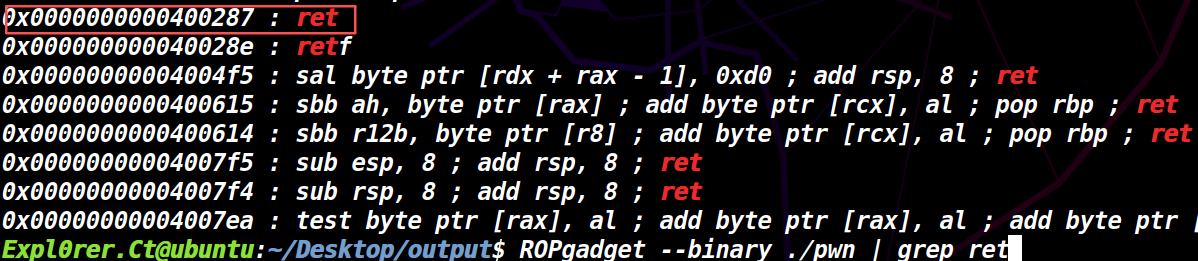 0x0000000000400287 : ret
0x000000000040028e : retf
0x00000000004004f5 : sal byte ptr [rdx + rax - 1], 0xd0 ; add rsp, 8 ; ret
0x0000000000400615 : sbb ah, byte ptr [rax] ; add byte ptr [rcx], al ; pop rbp ; ret
0x0000000000400614 : sbb r12b, byte ptr [r8] ; add byte ptr [rcx], al ; pop rbp ; ret
0x00000000004007f5 : sub esp, 8 ; add rsp, 8 ; ret
0x00000000004007f4 : sub rsp, 8 ; add rsp, 8 ; ret
0x00000000004007ea : test byte ptr [rax], al ; add byte ptr [rax], al ; add byte ptr [
Expl0rer.Ct@ubuntu:~/Desktop/output$ ROPgadget --binary ./pwn | grep ret